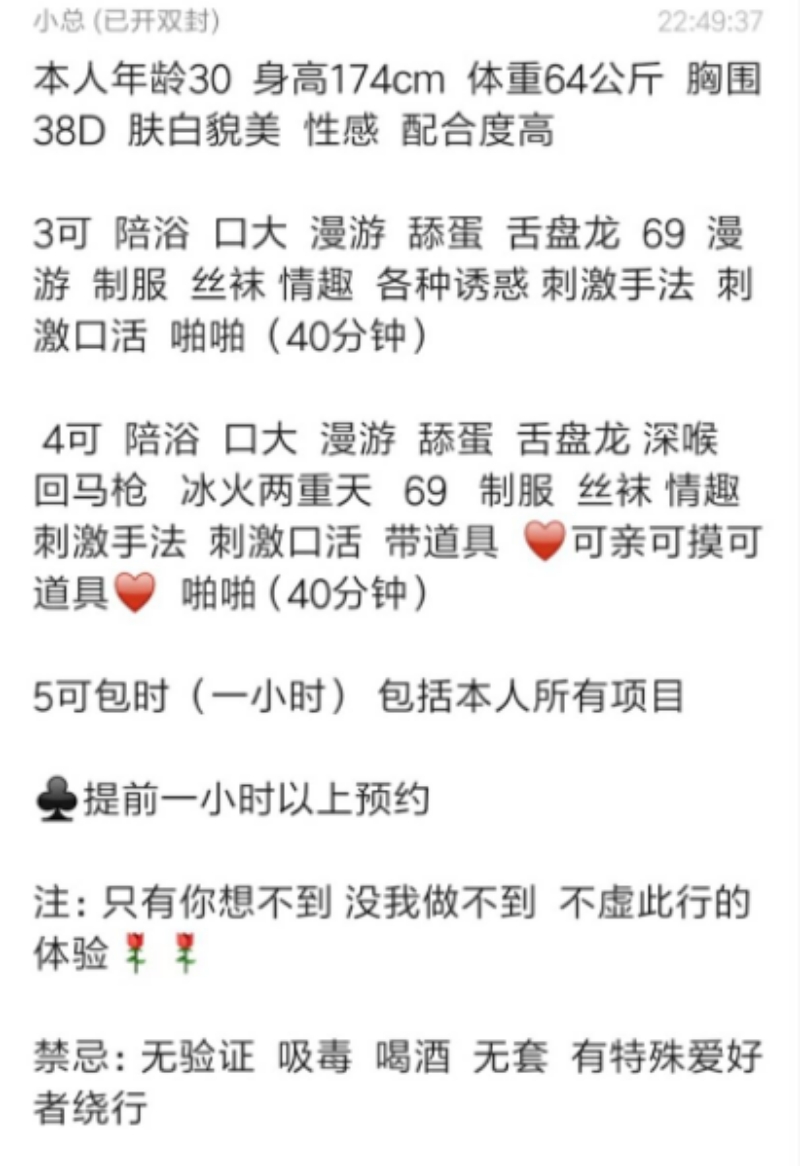 小总 (已开双封) 22:49:37
本人年龄30 身高174cm 体重64公斤 胸围
38D 肤白貌美 性感 配合度高
3可 陪浴 口大 漫游 舔蛋 舌盘龙 69 漫
游 制服 丝袜 情趣 各种诱惑 刺激手法 刺
激口活 啪啪（40分钟）
4可 陪浴 口大 漫游 舔蛋 舌盘龙 深喉
回马枪 冰火两重天 69 制服 丝袜 情趣
刺激手法 刺激口活 带道具 ❤️可亲可摸可
道具❤️ 啪啪（40分钟）
5可包时（一小时） 包括本人所有项目
♣️提前一小时以上预约
注: 只有你想不到 没我做不到 不虚此行的
体验🌹🌹
禁忌: 无验证 吸毒 喝酒 无套 有特殊爱好
者绕行